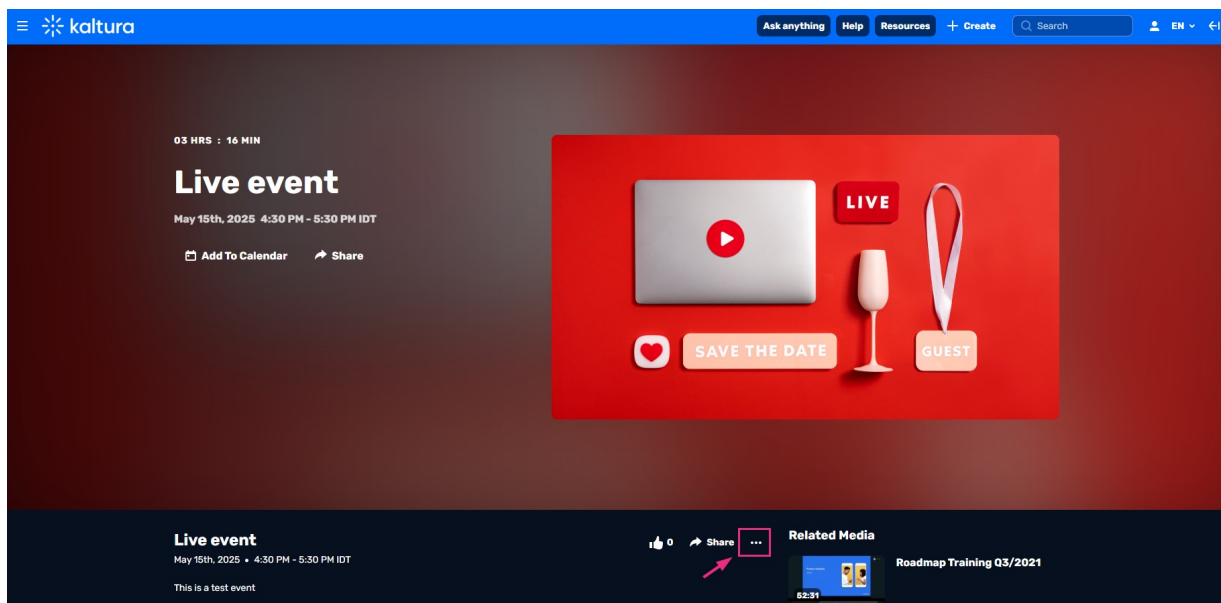 kaltura
Ask anything Help Resources + Create Search EN
03 HRS : 16 MIN
Live event
May 15th, 2025 4:30 PM - 5:30 PM IDT
Add To Calendar Share
LIVE
SAVE THE DATE
GUEST
Live event
May 15th, 2025 • 4:30 PM - 5:30 PM IDT
This is a test event
0 Share ...
Related Media
Roadmap Training Q3/2021
52:31